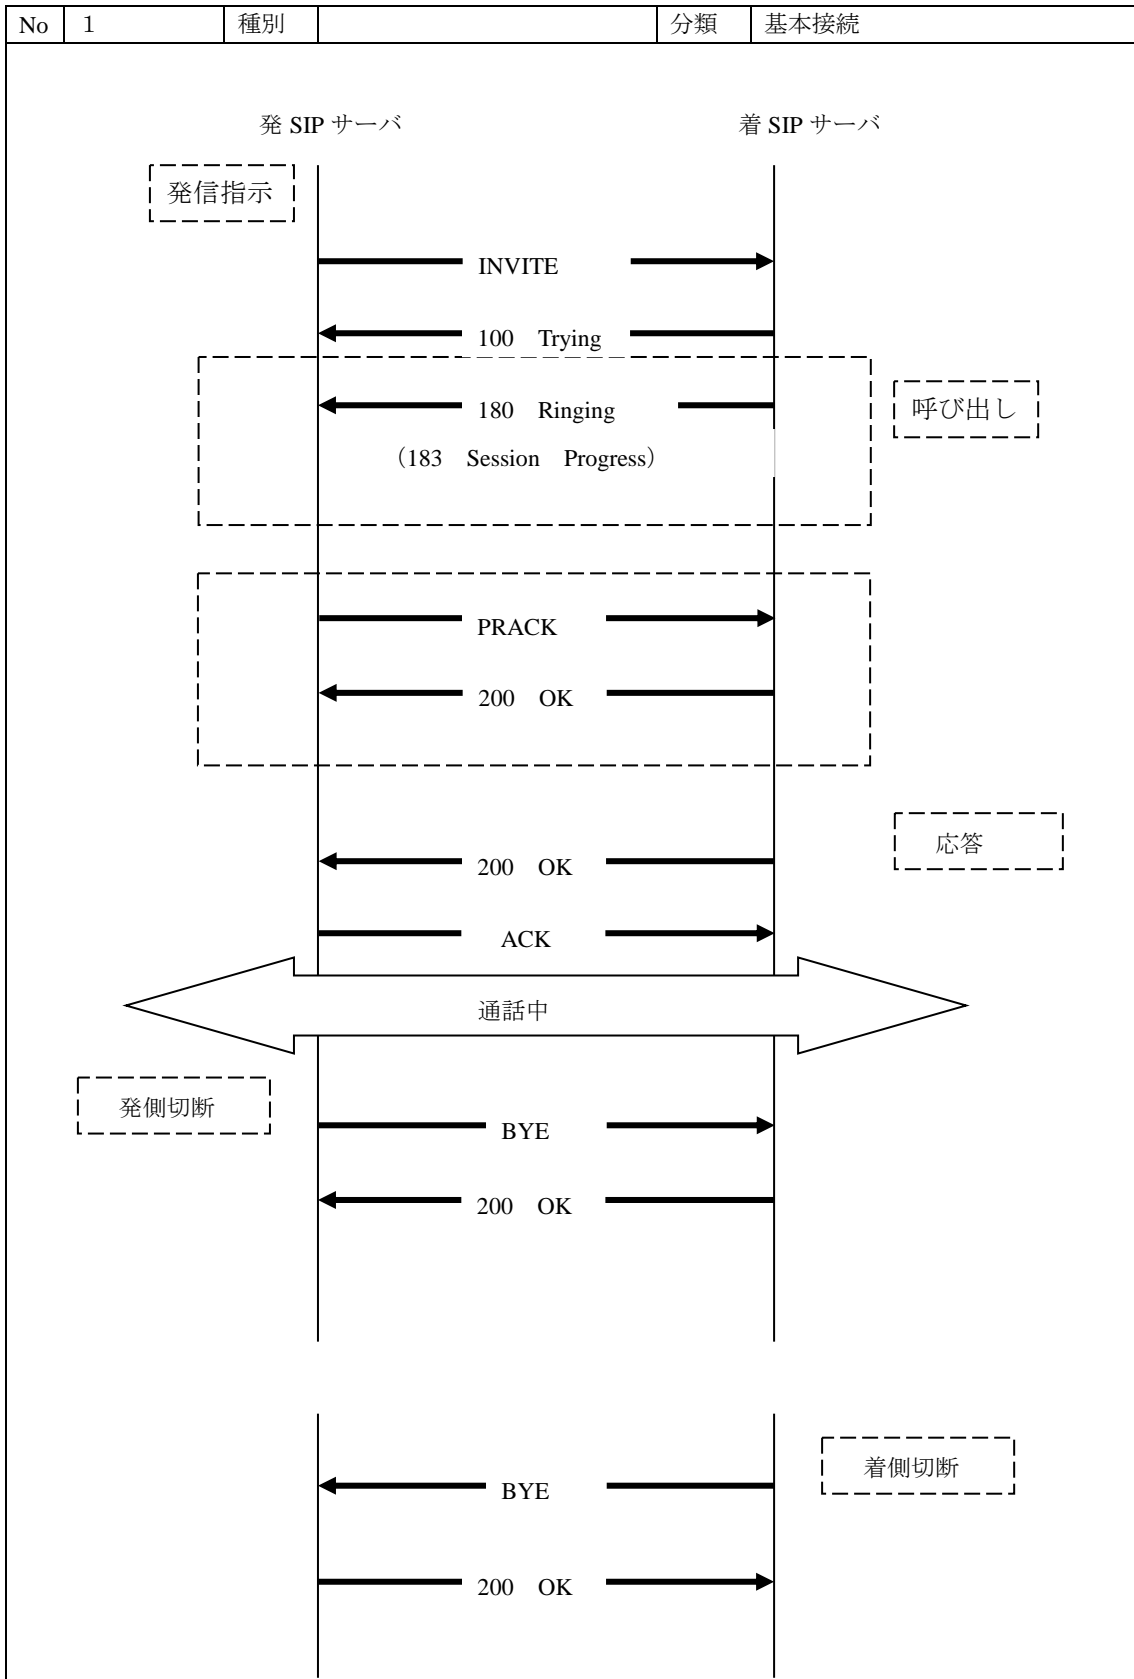 No １ 種別 分類 基本接続
発 SIP サーバ 着 SIP サーバ
発信指示
INVITE
100 Trying
180 Ringing
呼び出し
（183 Session Progress）
PRACK
200 OK
応答
200 OK
ACK
通話中
発側切断
BYE
200 OK
着側切断
BYE
200 OK